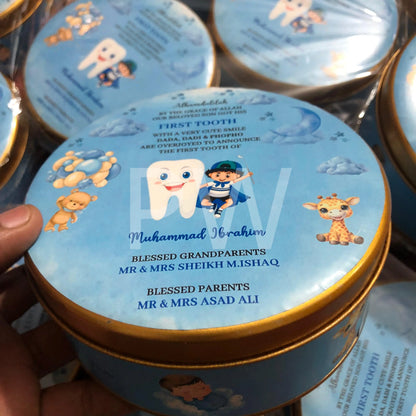 Alhamdulillah
BY THE GRACE OF ALLAH
OUR BELOVED SON GOT HIS
FIRST TOOTH
WITH A VERY CUTE SMILE
DADA, DADI & PHOPHO
ARE OVERJOYED TO ANNOUNCE
THE FIRST TOOTH OF
PW
Muhammad Ibrahim
BLESSED GRANDPARENTS
MR & MRS SHEIKH M.ISHAQ
BLESSED PARENTS
MR & MRS ASAD ALI